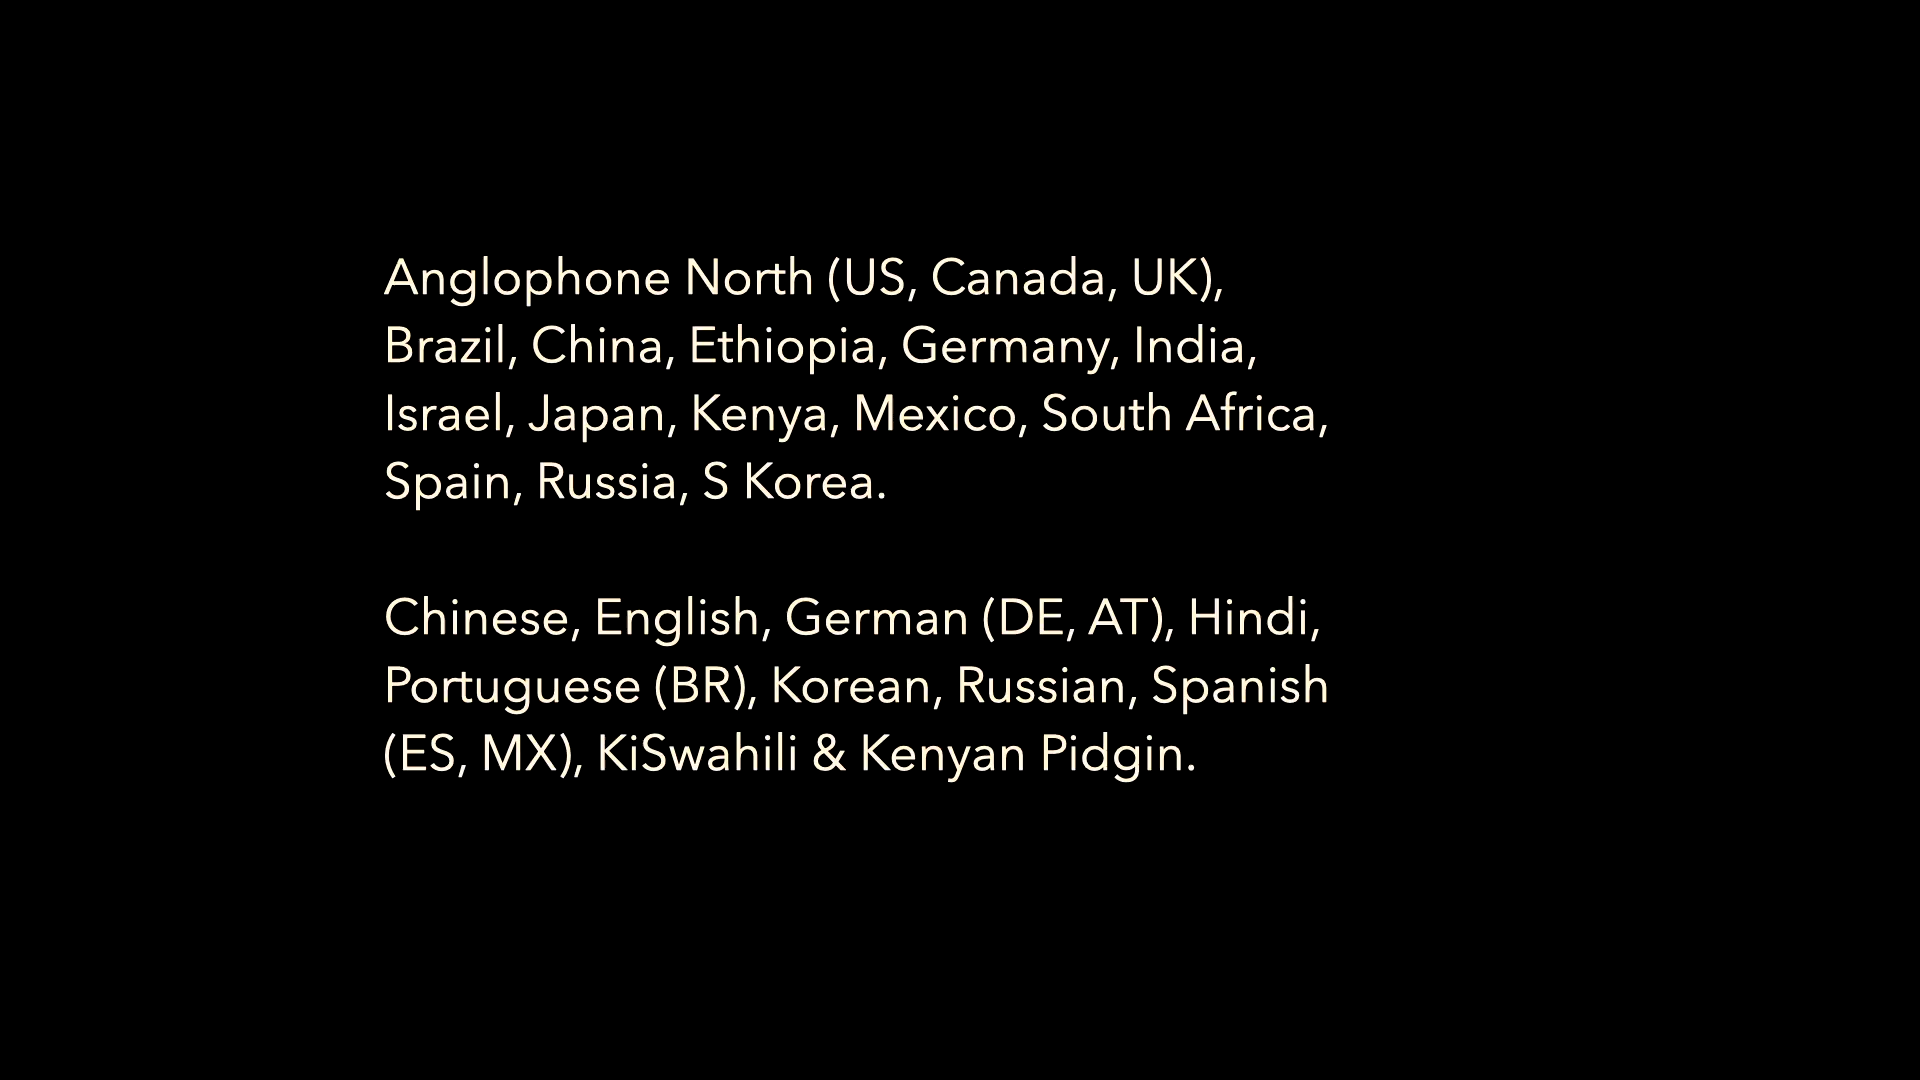 Anglophone North (US, Canada, UK),
Brazil, China, Ethiopia, Germany, India,
Israel, Japan, Kenya, Mexico, South Africa,
Spain, Russia, S Korea.
Chinese, English, German (DE, AT), Hindi,
Portuguese (BR), Korean, Russian, Spanish
(ES, MX), KiSwahili & Kenyan Pidgin.